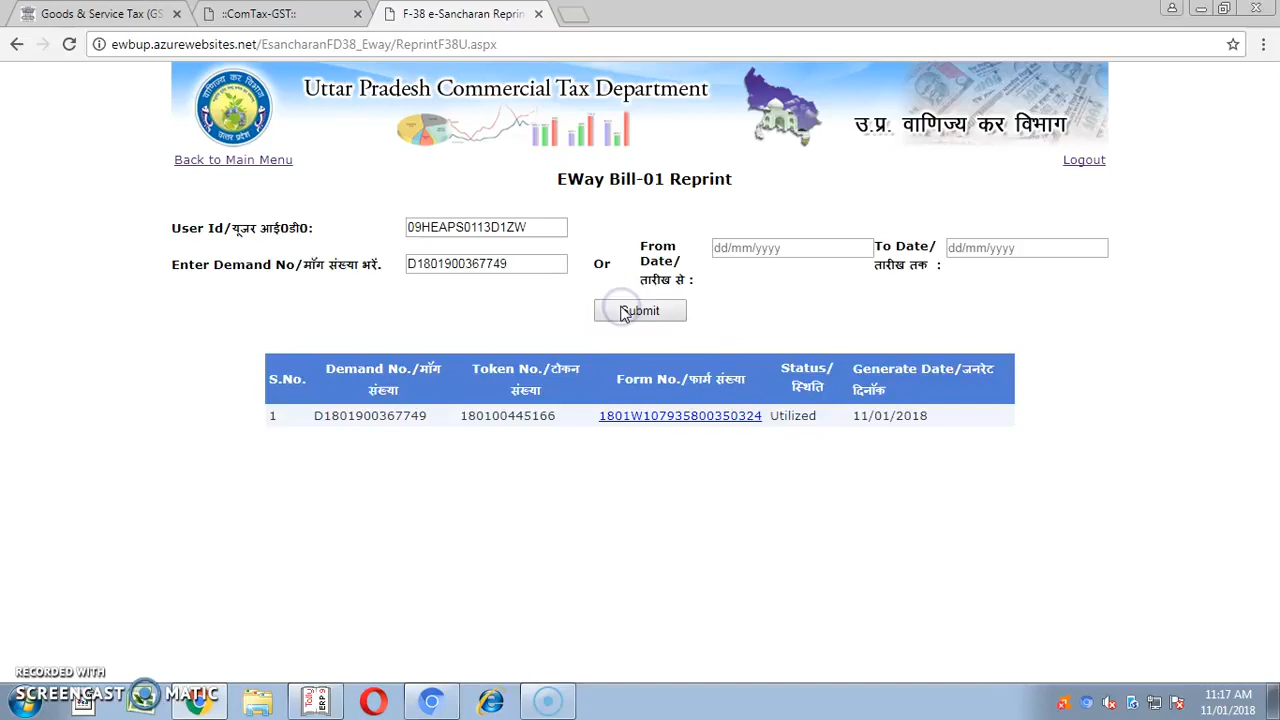 Goods & Service Tax (GS
::ComTax-GST::
F-38 e-Sancharan Reprin
ewbup.azurewebsites.net/EsancharanFD38_Eway/ReprintF38U.aspx
Uttar Pradesh Commercial Tax Department
उ.प्र. वाणिज्य कर विभाग
Back to Main Menu
Logout
EWay Bill-01 Reprint
User Id/यूजर आई0डी0:
09HEAPS0113D1ZW
From Date/ तारीख से :
dd/mm/yyyy
To Date/ तारीख तक :
dd/mm/yyyy
Enter Demand No/मॉंग संख्या भरें.
D1801900367749
Or
Submit
S.No. Demand No./मॉंग संख्या Token No./टोकन संख्या Form No./फार्म संख्या Status/ स्थिति Generate Date/जनरेट दिनॉंक
1 D1801900367749 180100445166 1801W107935800350324 Utilized 11/01/2018
RECORDED WITH
SCREENCAST MATIC
11:17 AM
11/01/2018